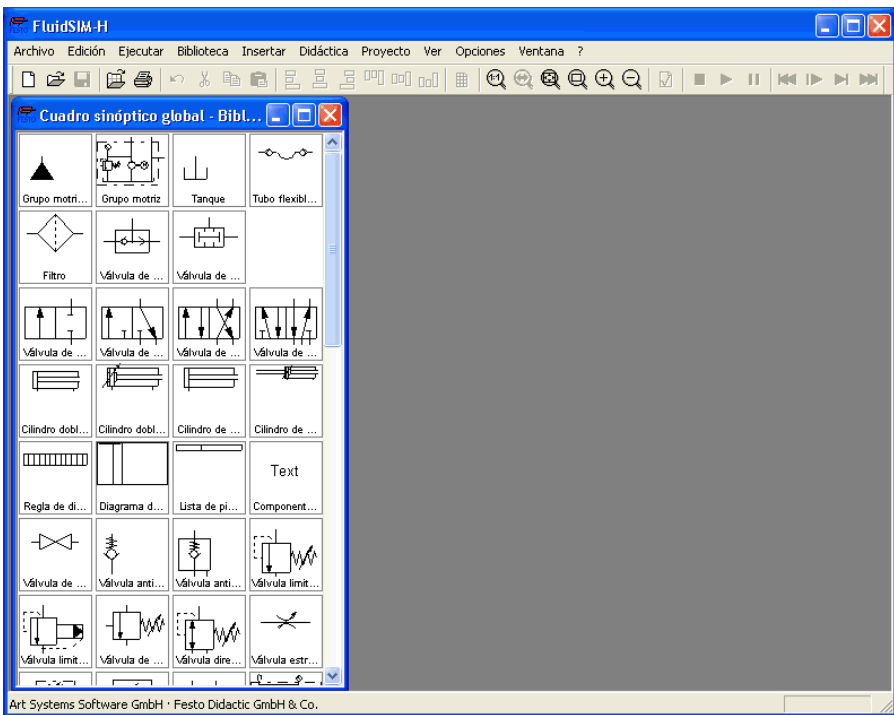 FluidSIM-H
Archivo Edición Ejecutar Biblioteca Insertar Didáctica Proyecto Ver Opciones Ventana ?
Cuadro sinóptico global - Bibl...
Grupo motri... Grupo motriz Tanque Tubo flexibl...
Filtro Válvula de ... Válvula de ...
Válvula de ... Válvula de ... Válvula de ... Válvula de ...
Cilindro dobl... Cilindro dobl... Cilindro de ... Cilindro de ...
Text
Regla de di... Diagrama d... Lista de pi... Component...
Válvula de ... Válvula anti... Válvula anti... Válvula limit...
Válvula limit... Válvula de ... Válvula dire... Válvula estr...
Art Systems Software GmbH · Festo Didactic GmbH & Co.